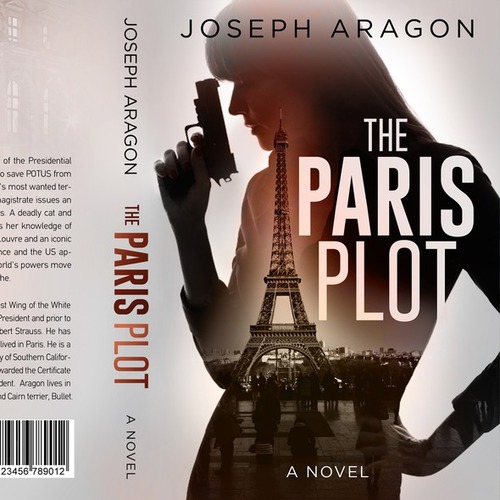 of the Presidential
to save POTUS from
's most wanted ter-
magistrate issues an
s. A deadly cat and
s her knowledge of
Louvre and an iconic
nce and the US ap-
orld's powers move
he.
st Wing of the White
President and prior to
bert Strauss. He has
lived in Paris. He is a
y of Southern Califor-
warded the Certificate
dent. Aragon lives in
nd Cairn terrier, Bullet.
23456 789012
JOSEPH ARAGON
THE
PARIS PLOT
A NOVEL
JOSEPH ARAGON
THE
PARIS
PLOT
A NOVEL